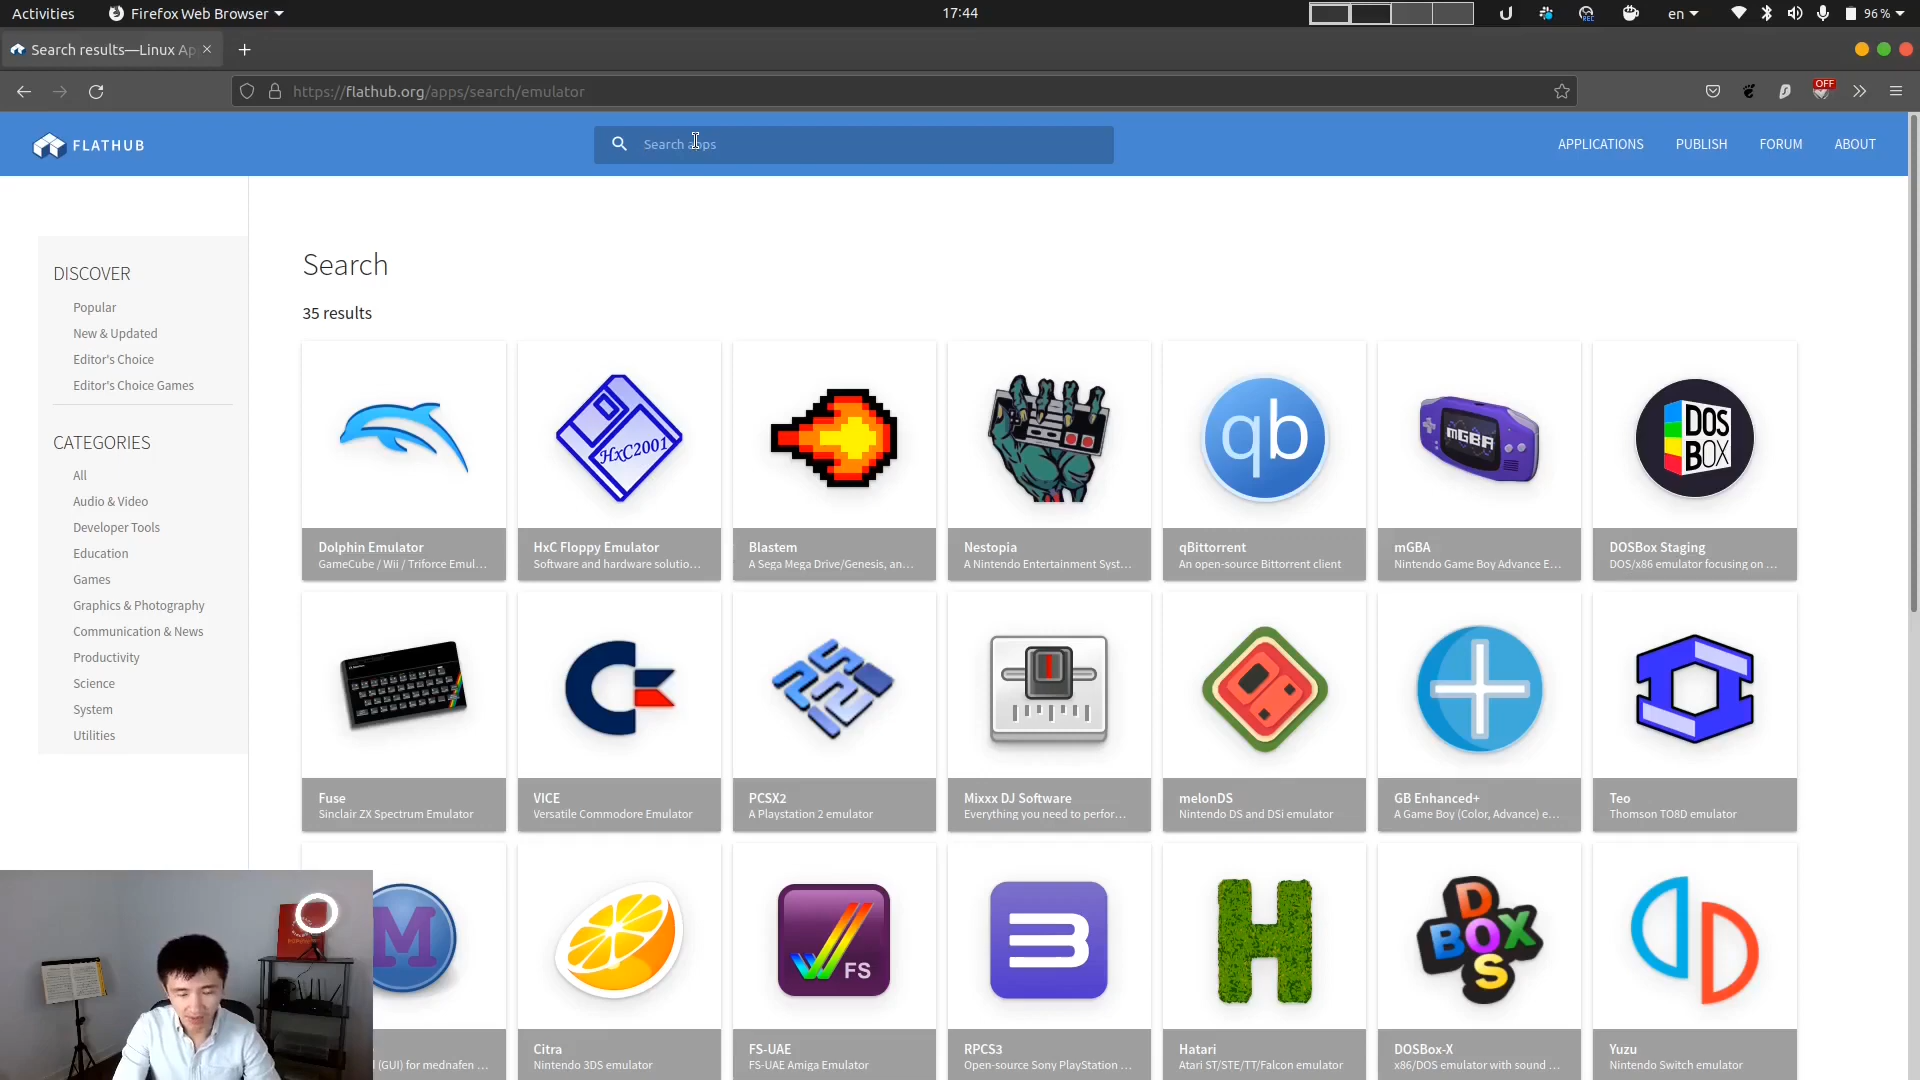 Activities
Firefox Web Browser
17:44
en
96 %
Search results—Linux Ap
https://flathub.org/apps/search/emulator
OFF
FLATHUB
Search apps
APPLICATIONS
PUBLISH
FORUM
ABOUT
DISCOVER
Popular
New & Updated
Editor's Choice
Editor's Choice Games
CATEGORIES
All
Audio & Video
Developer Tools
Education
Games
Graphics & Photography
Communication & News
Productivity
Science
System
Utilities
Search
35 results
HxC2001
qb
mGBA
DOS
BOX
Dolphin Emulator
GameCube / Wii / Triforce Emul…
HxC Floppy Emulator
Software and hardware solutio…
Blastem
A Sega Mega Drive/Genesis, an…
Nestopia
A Nintendo Entertainment Syst…
qBittorrent
An open-source Bittorrent client
mGBA
Nintendo Game Boy Advance E…
DOSBox Staging
DOS/x86 emulator focusing on …
Fuse
Sinclair ZX Spectrum Emulator
VICE
Versatile Commodore Emulator
PCSX2
A Playstation 2 emulator
Mixxx DJ Software
Everything you need to perfor…
melonDS
Nintendo DS and DSi emulator
GB Enhanced+
A Game Boy (Color, Advance) e…
Teo
Thomson TO8D emulator
M
FS
H
DOS
BOX
(GUI) for mednafen …
Citra
Nintendo 3DS emulator
FS-UAE
FS-UAE Amiga Emulator
RPCS3
Open-source Sony PlayStation …
Hatari
Atari ST/STE/TT/Falcon emulator
DOSBox-X
x86/DOS emulator with sound …
Yuzu
Nintendo Switch emulator